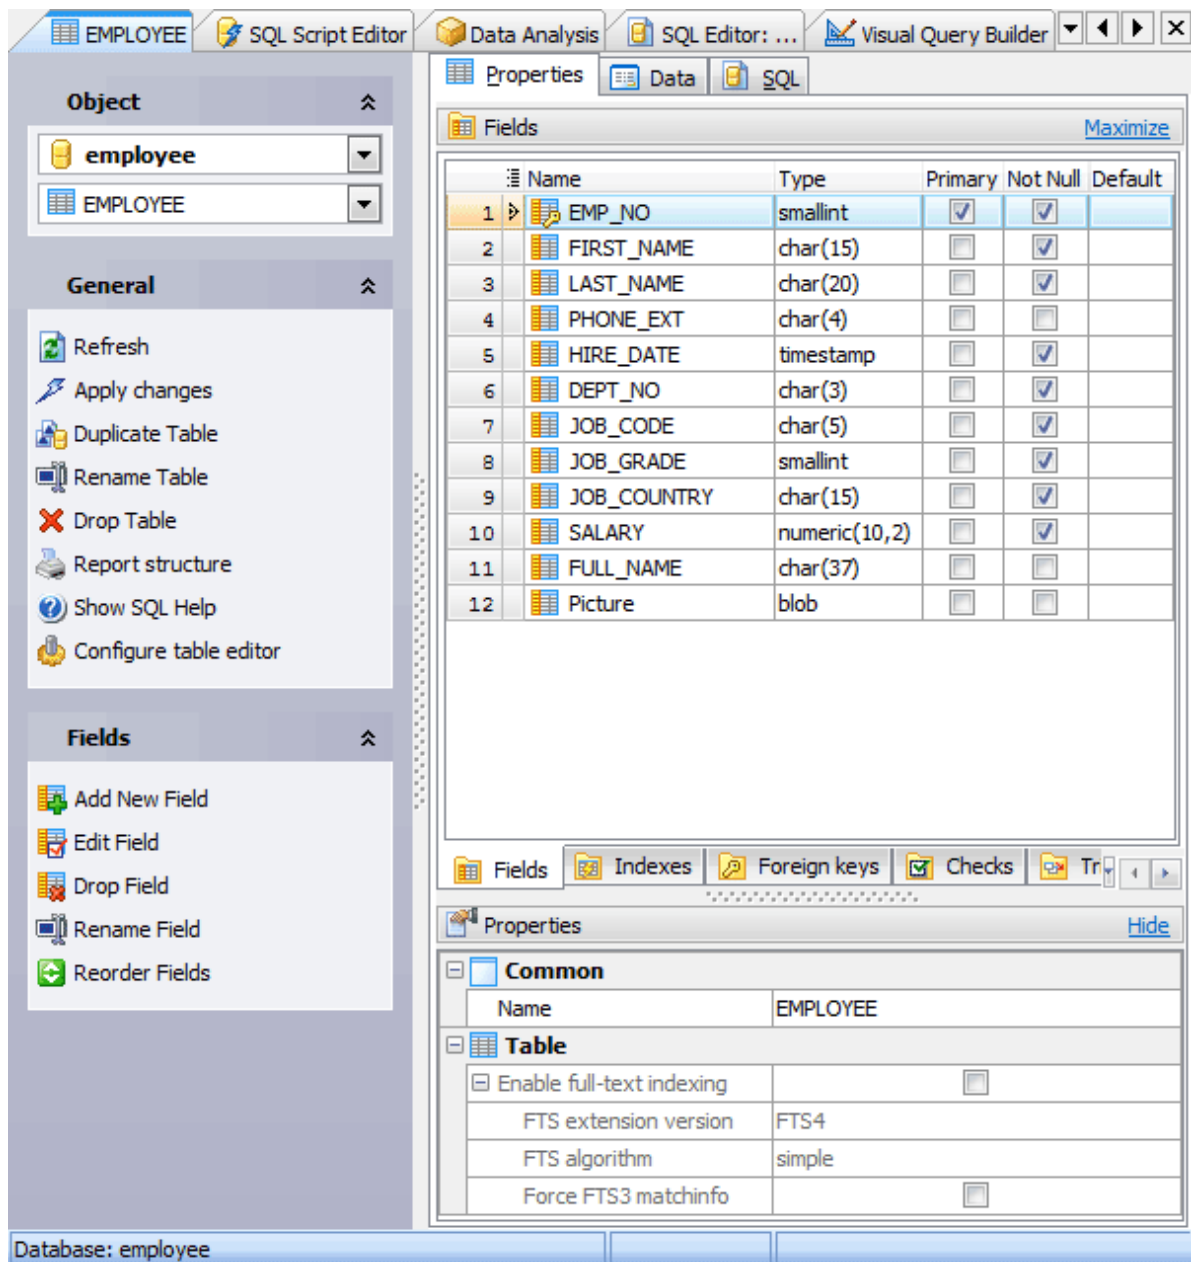 EMPLOYEE SQL Script Editor Data Analysis SQL Editor: ... Visual Query Builder
Properties Data SQL
Object
employee
EMPLOYEE
General
Refresh
Apply changes
Duplicate Table
Rename Table
Drop Table
Report structure
Show SQL Help
Configure table editor
Fields
Add New Field
Edit Field
Drop Field
Rename Field
Reorder Fields
Fields Maximize
Name Type Primary Not Null Default
1 EMP_NO smallint
2 FIRST_NAME char(15)
3 LAST_NAME char(20)
4 PHONE_EXT char(4)
5 HIRE_DATE timestamp
6 DEPT_NO char(3)
7 JOB_CODE char(5)
8 JOB_GRADE smallint
9 JOB_COUNTRY char(15)
10 SALARY numeric(10,2)
11 FULL_NAME char(37)
12 Picture blob
Fields Indexes Foreign keys Checks
Properties Hide
Common
Name EMPLOYEE
Table
Enable full-text indexing
FTS extension version FTS4
FTS algorithm simple
Force FTS3 matchinfo
Database: employee